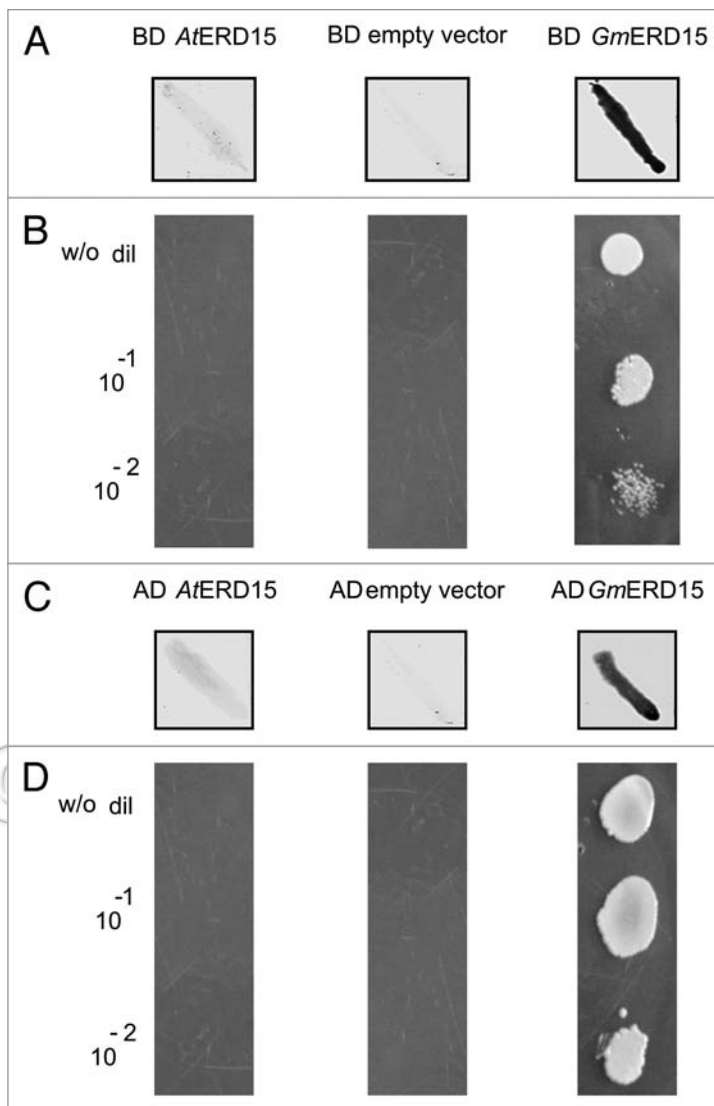 A
BD AtERD15 BD empty vector BD GmERD15
B
w/o dil
10-1
10-2
C
AD AtERD15 AD empty vector AD GmERD15
D
w/o dil
10-1
10-2